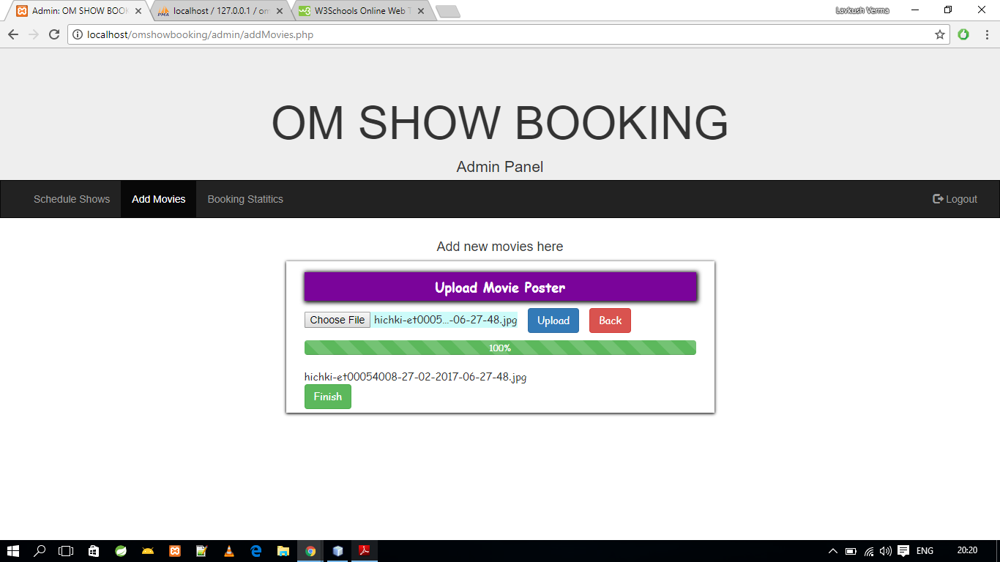 Admin: OM SHOW BOOK
localhost / 127.0.0.1 / om
W3Schools Online Web T
Lavkush Verma
localhost/omshowbooking/admin/addMovies.php
OM SHOW BOOKING
Admin Panel
Schedule Shows Add Movies Booking Statitics Logout
Add new movies here
Upload Movie Poster
Choose File hichki-et0005...-06-27-48.jpg Upload Back
100%
hichki-et00054008-27-02-2017-06-27-48.jpg
Finish
ENG 20:20